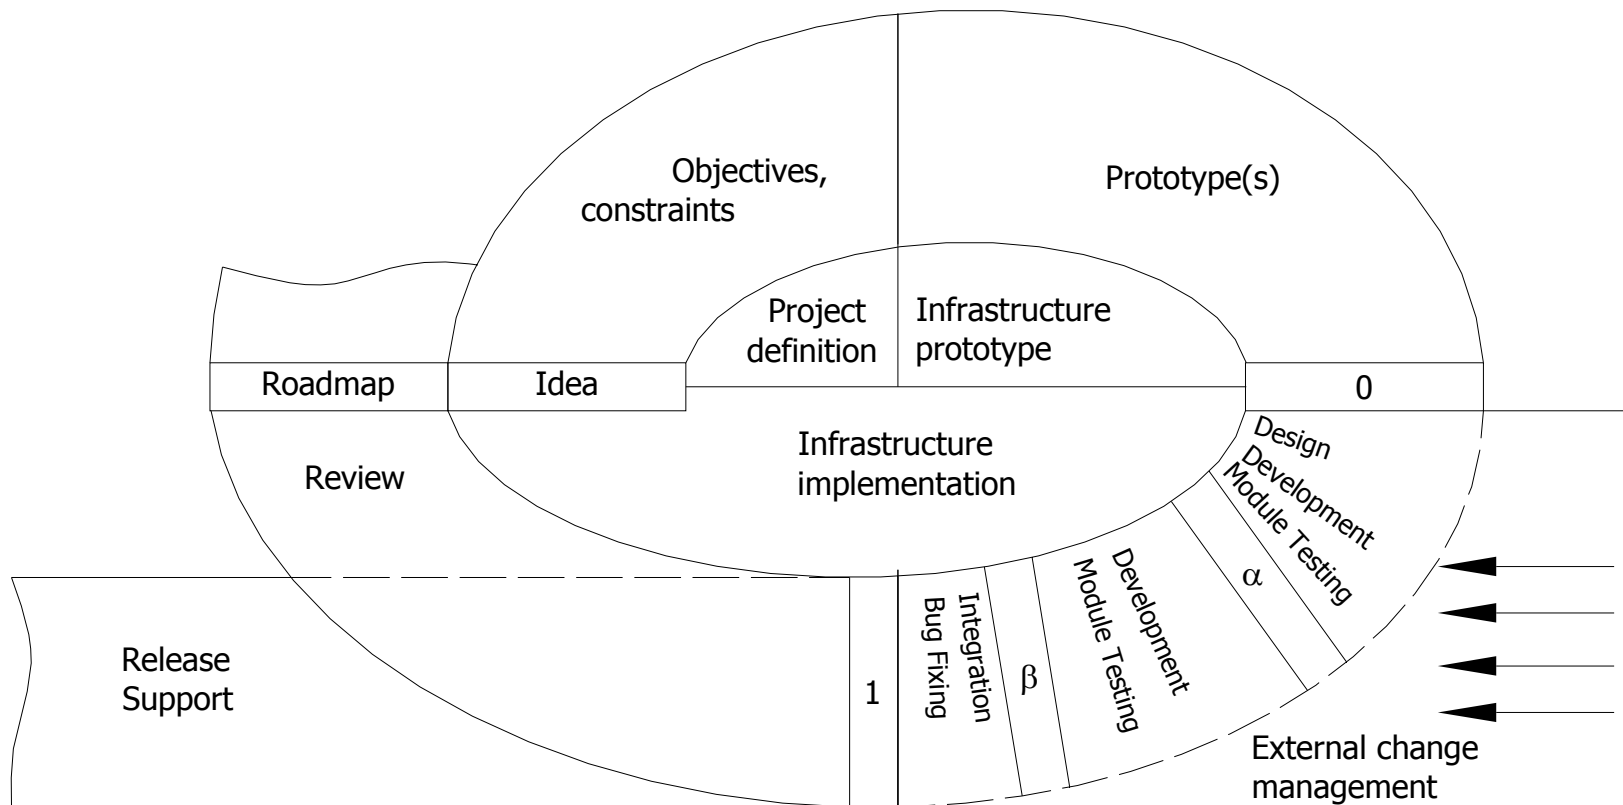 Objectives,
constraints
Prototype(s)
Project
definition
Infrastructure
prototype
Roadmap
Idea
0
Infrastructure
implementation
Review
Design
Development
Module Testing
α
Development
Module Testing
β
Integration
Bug Fixing
1
Release
Support
External change
management